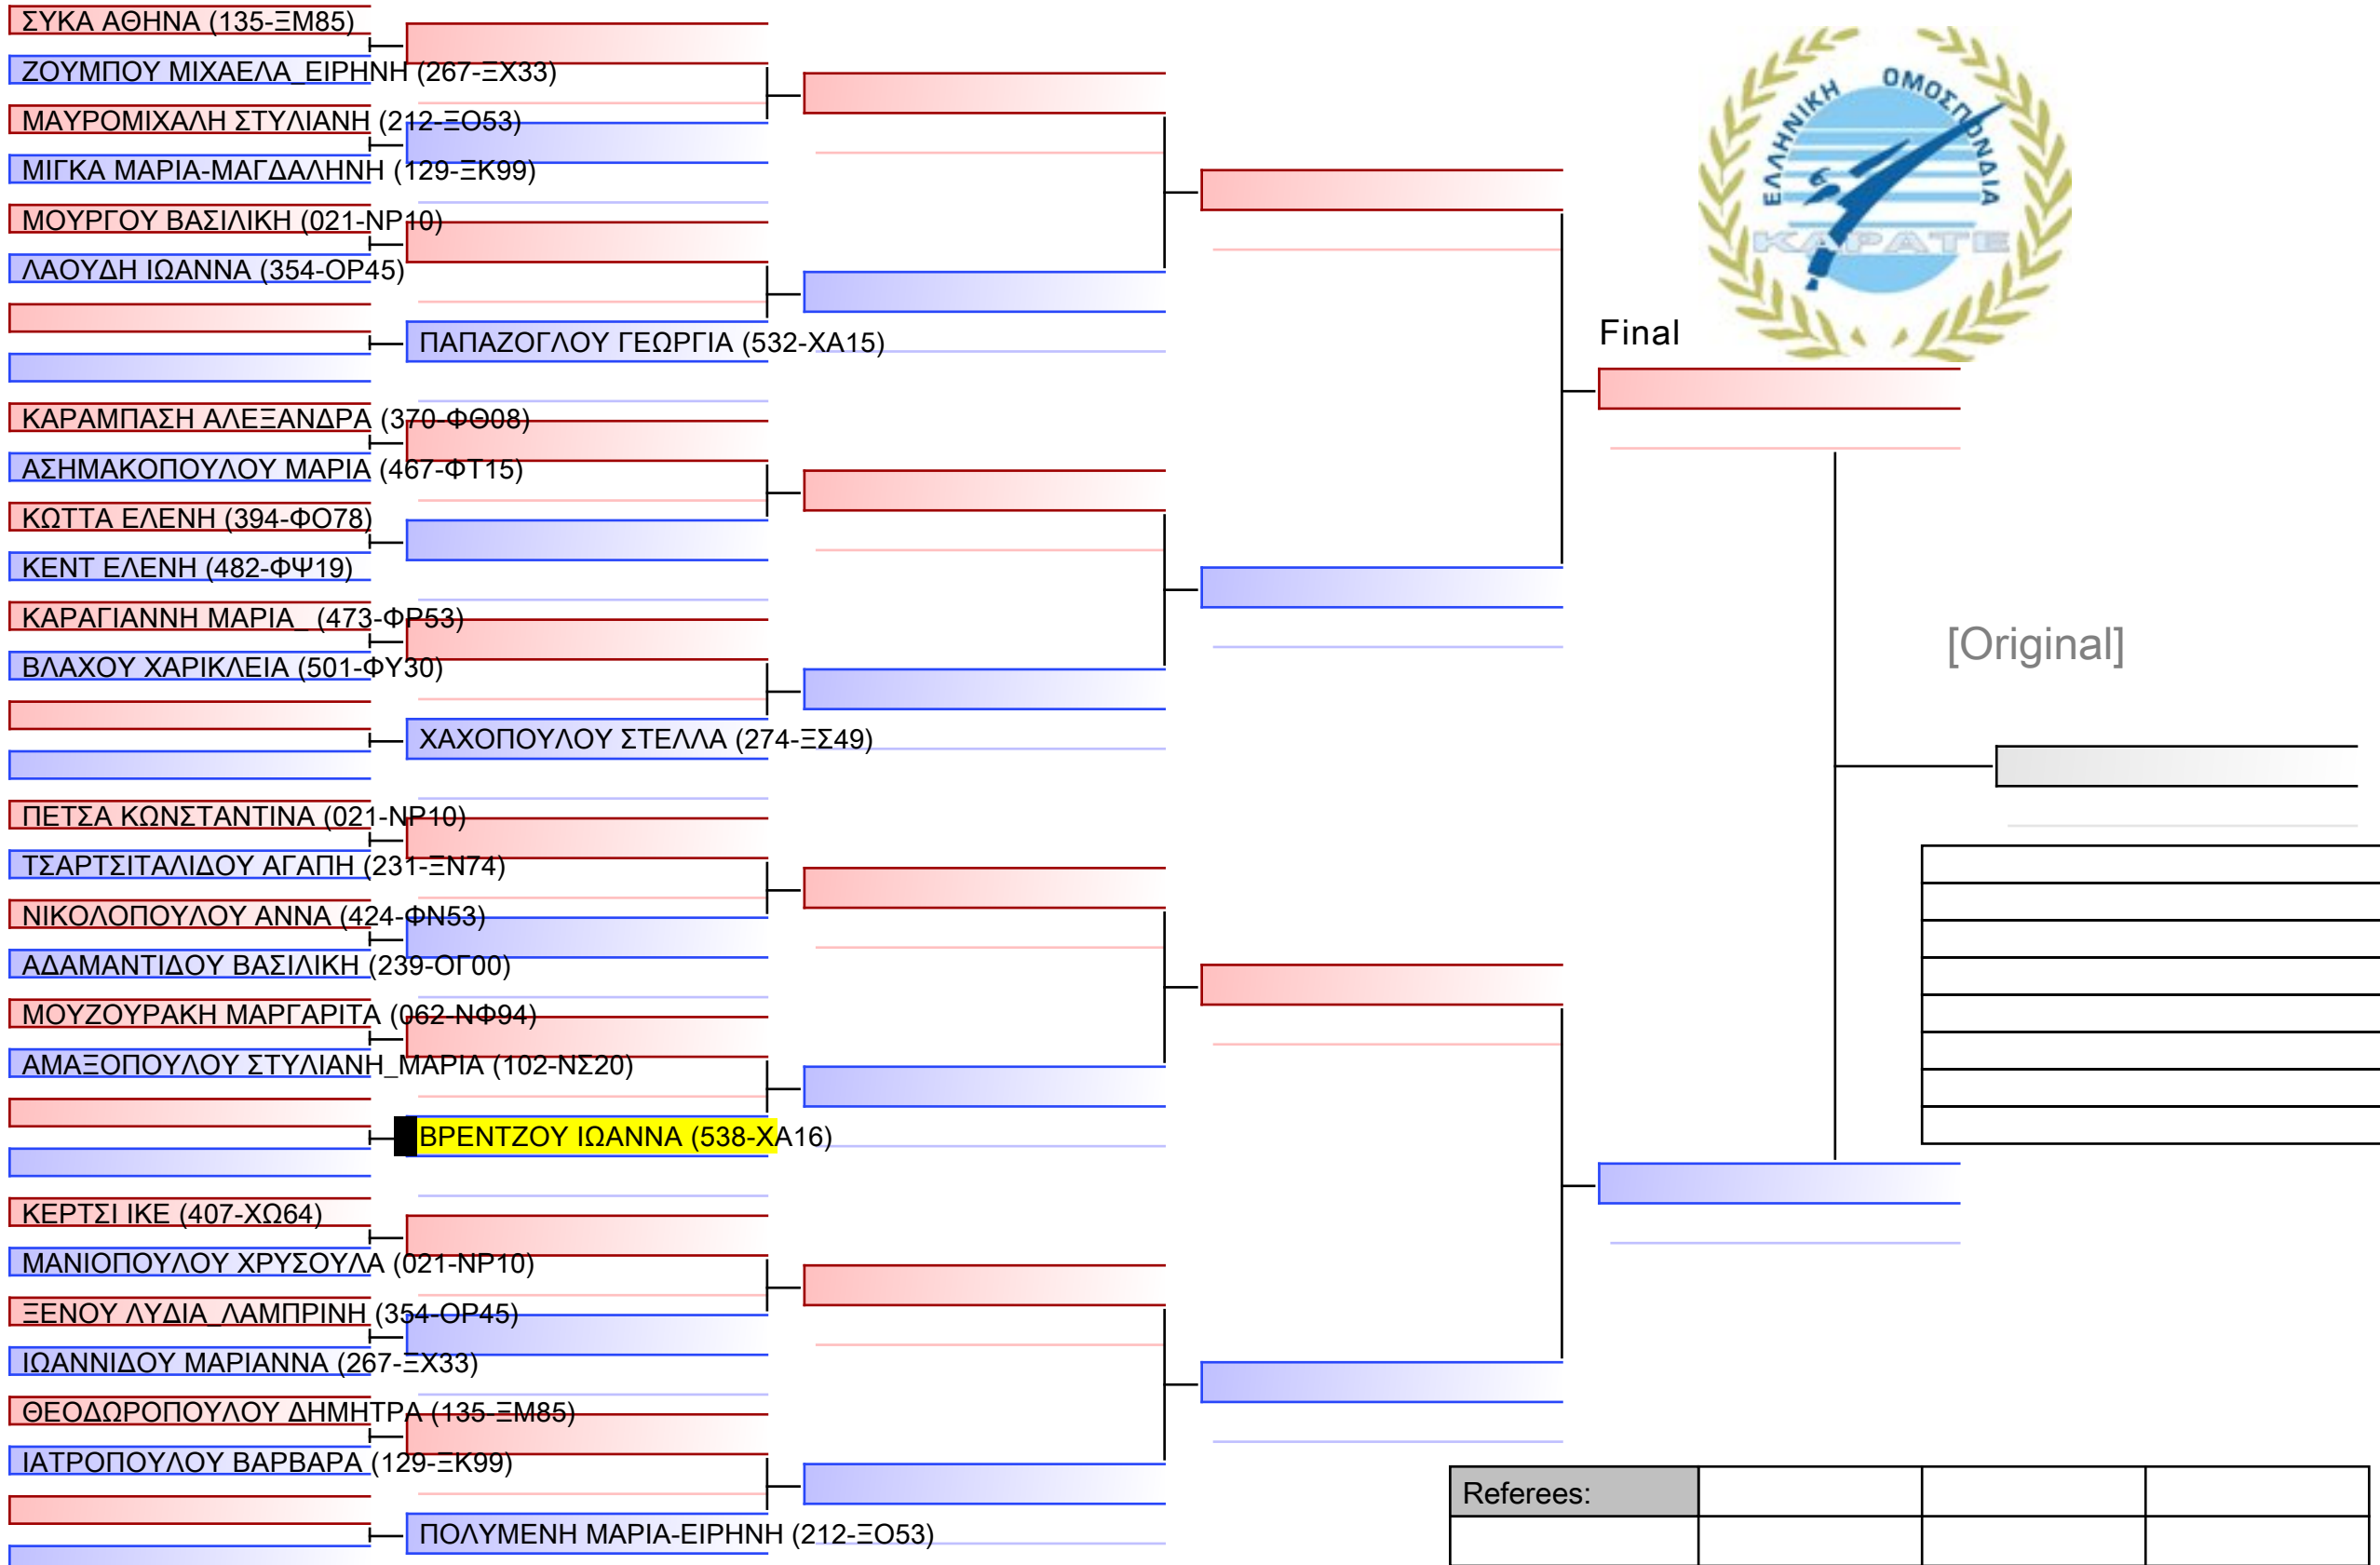 ΣΥΚΑ ΑΘΗΝΑ (135-ΞΜ85)
ΖΟΥΜΠΟΥ ΜΙΧΑΕΛΑ_ΕΙΡΗΝΗ (267-ΞΧ33)
ΜΑΥΡΟΜΙΧΑΛΗ ΣΤΥΛΙΑΝΗ (212-ΞΟ53)
ΜΙΓΚΑ ΜΑΡΙΑ-ΜΑΓΔΑΛΗΝΗ (129-ΞΚ99)
ΜΟΥΡΓΟΥ ΒΑΣΙΛΙΚΗ (021-ΝΡ10)
ΛΑΟΥΔΗ ΙΩΑΝΝΑ (354-ΟΡ45)
ΠΑΠΑΖΟΓΛΟΥ ΓΕΩΡΓΙΑ (532-ΧΑ15)
ΚΑΡΑΜΠΑΣΗ ΑΛΕΞΑΝΔΡΑ (370-ΦΘ08)
ΑΣΗΜΑΚΟΠΟΥΛΟΥ ΜΑΡΙΑ (467-ΦΤ15)
ΚΩΤΤΑ ΕΛΕΝΗ (394-ΦΟ78)
ΚΕΝΤ ΕΛΕΝΗ (482-ΦΨ19)
ΚΑΡΑΓΙΑΝΝΗ ΜΑΡΙΑ_ (473-ΦΡ53)
ΒΛΑΧΟΥ ΧΑΡΙΚΛΕΙΑ (501-ΦΥ30)
ΧΑΧΟΠΟΥΛΟΥ ΣΤΕΛΛΑ (274-ΞΣ49)
ΠΕΤΣΑ ΚΩΝΣΤΑΝΤΙΝΑ (021-ΝΡ10)
ΤΣΑΡΤΣΙΤΑΛΙΔΟΥ ΑΓΑΠΗ (231-ΞΝ74)
ΝΙΚΟΛΟΠΟΥΛΟΥ ΑΝΝΑ (424-ΦΝ53)
ΑΔΑΜΑΝΤΙΔΟΥ ΒΑΣΙΛΙΚΗ (239-ΟΓ00)
ΜΟΥΖΟΥΡΑΚΗ ΜΑΡΓΑΡΙΤΑ (062-ΝΦ94)
ΑΜΑΞΟΠΟΥΛΟΥ ΣΤΥΛΙΑΝΗ_ΜΑΡΙΑ (102-ΝΣ20)
ΒΡΕΝΤΖΟΥ ΙΩΑΝΝΑ (538-ΧΑ16)
ΚΕΡΤΣΙ ΙΚΕ (407-ΧΩ64)
ΜΑΝΙΟΠΟΥΛΟΥ ΧΡΥΣΟΥΛΑ (021-ΝΡ10)
ΞΕΝΟΥ ΛΥΔΙΑ_ΛΑΜΠΡΙΝΗ (354-ΟΡ45)
ΙΩΑΝΝΙΔΟΥ ΜΑΡΙΑΝΝΑ (267-ΞΧ33)
ΘΕΟΔΩΡΟΠΟΥΛΟΥ ΔΗΜΗΤΡΑ (135-ΞΜ85)
ΙΑΤΡΟΠΟΥΛΟΥ ΒΑΡΒΑΡΑ (129-ΞΚ99)
ΠΟΛΥΜΕΝΗ ΜΑΡΙΑ-ΕΙΡΗΝΗ (212-ΞΟ53)
ΕΛΛΗΝΙΚΗ ΟΜΟΣΠΟΝΔΙΑ
ΚΑΡΑΤΕ
Final
[Original]
Referees: